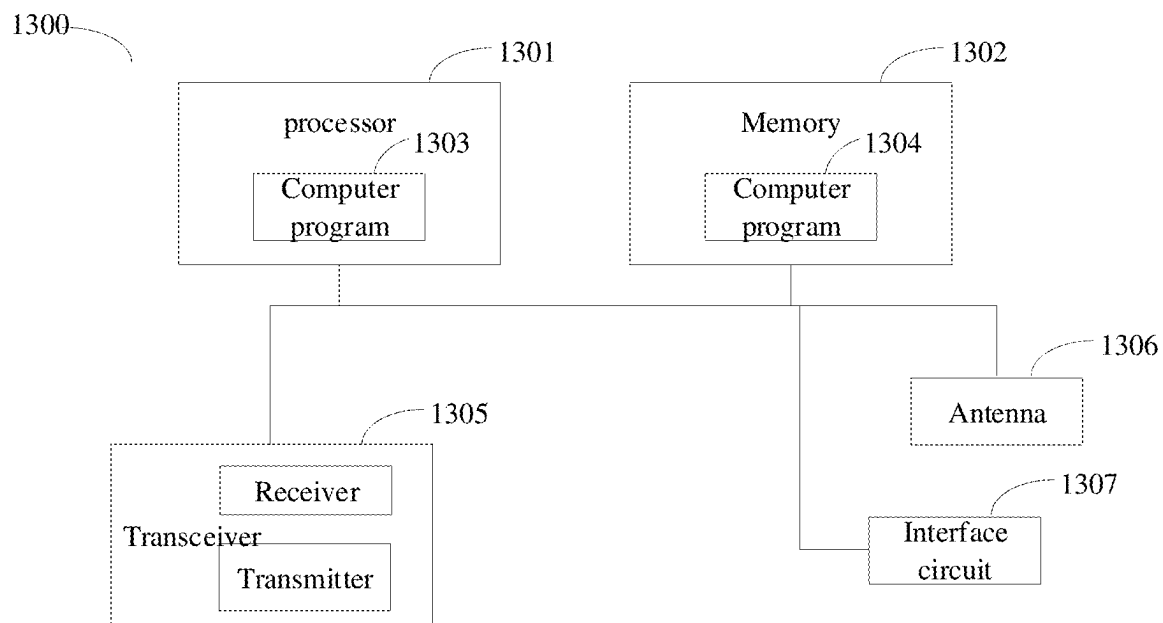 1300
1301
1302
processor
Memory
1303
1304
Computer
program
Computer
program
1306
Antenna
1305
Receiver
Transceiver
Transmitter
1307
Interface
circuit